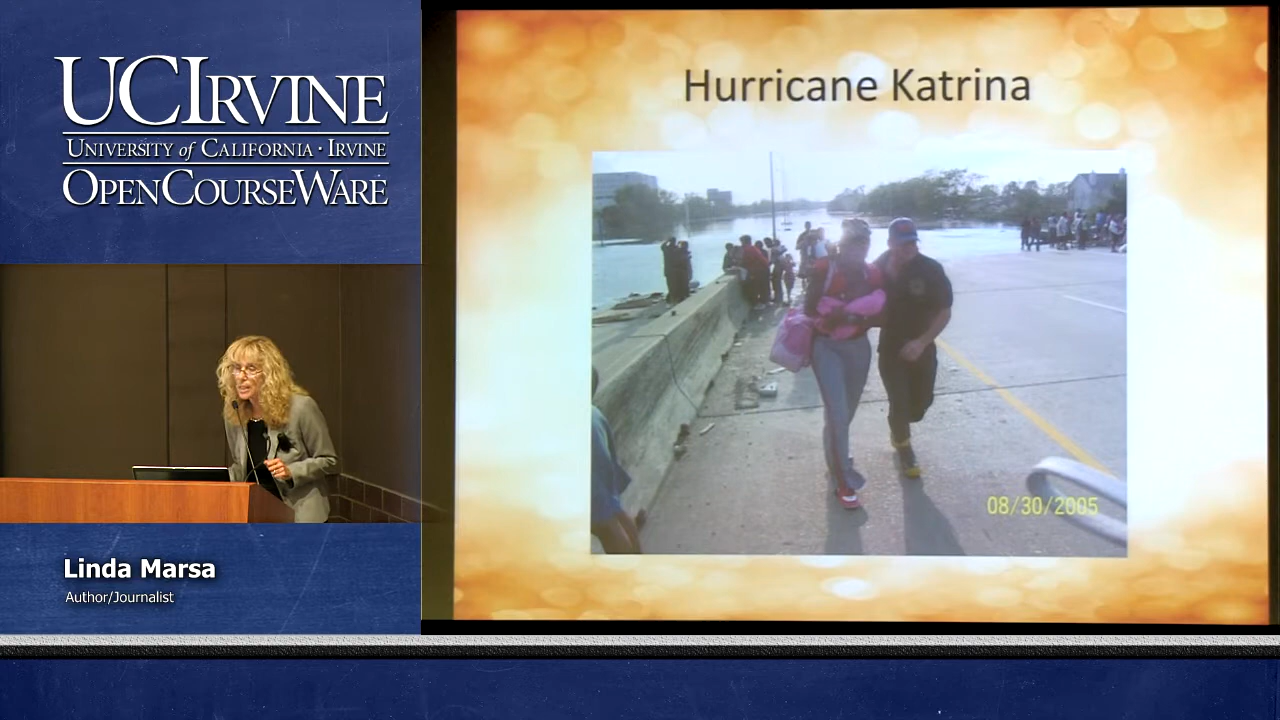 UCIRVINE
UNIVERSITY of CALIFORNIA · IRVINE
OPENCOURSEWARE
Linda Marsa
Author/Journalist
Hurricane Katrina
08/30/2005